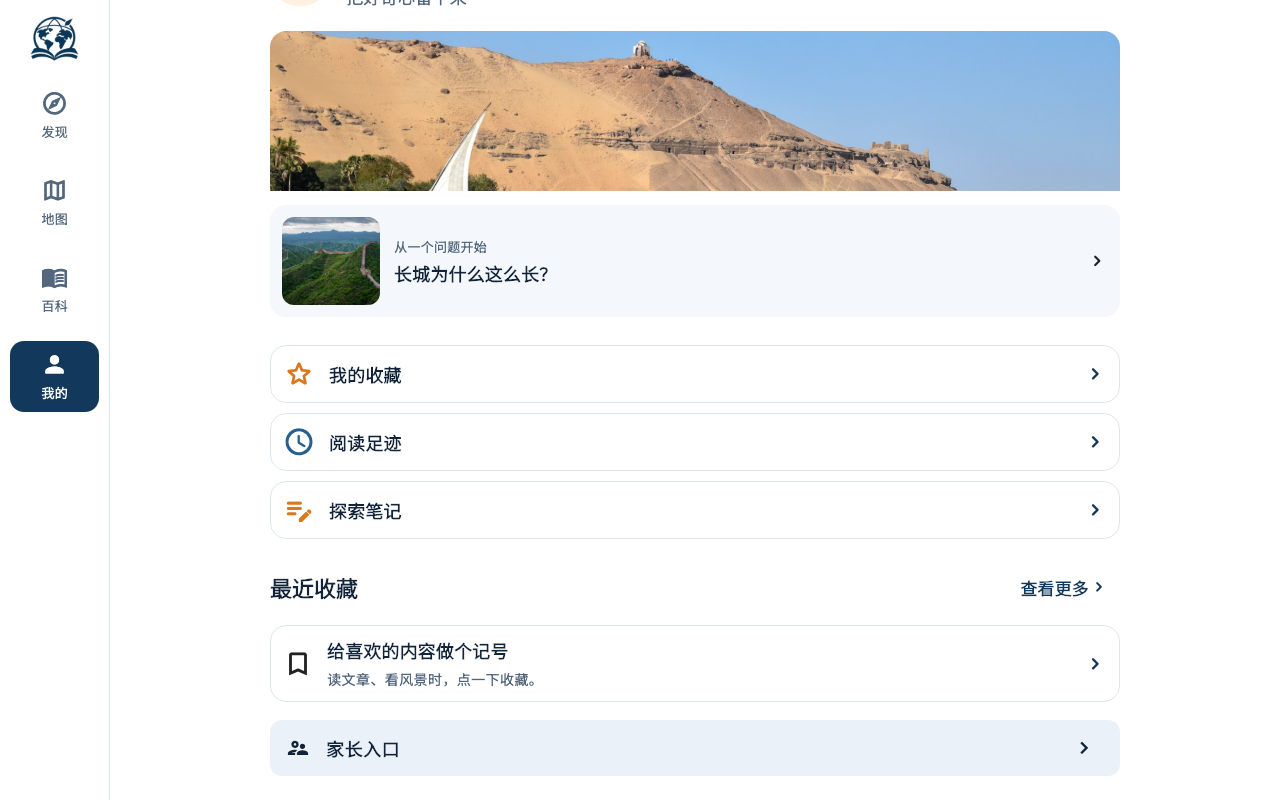 发现
地图
百科
我的
从一个问题开始
长城为什么这么长?
我的收藏
阅读足迹
探索笔记
最近收藏
查看更多
给喜欢的内容做个记号
读文章、看风景时，点一下收藏。
家长入口